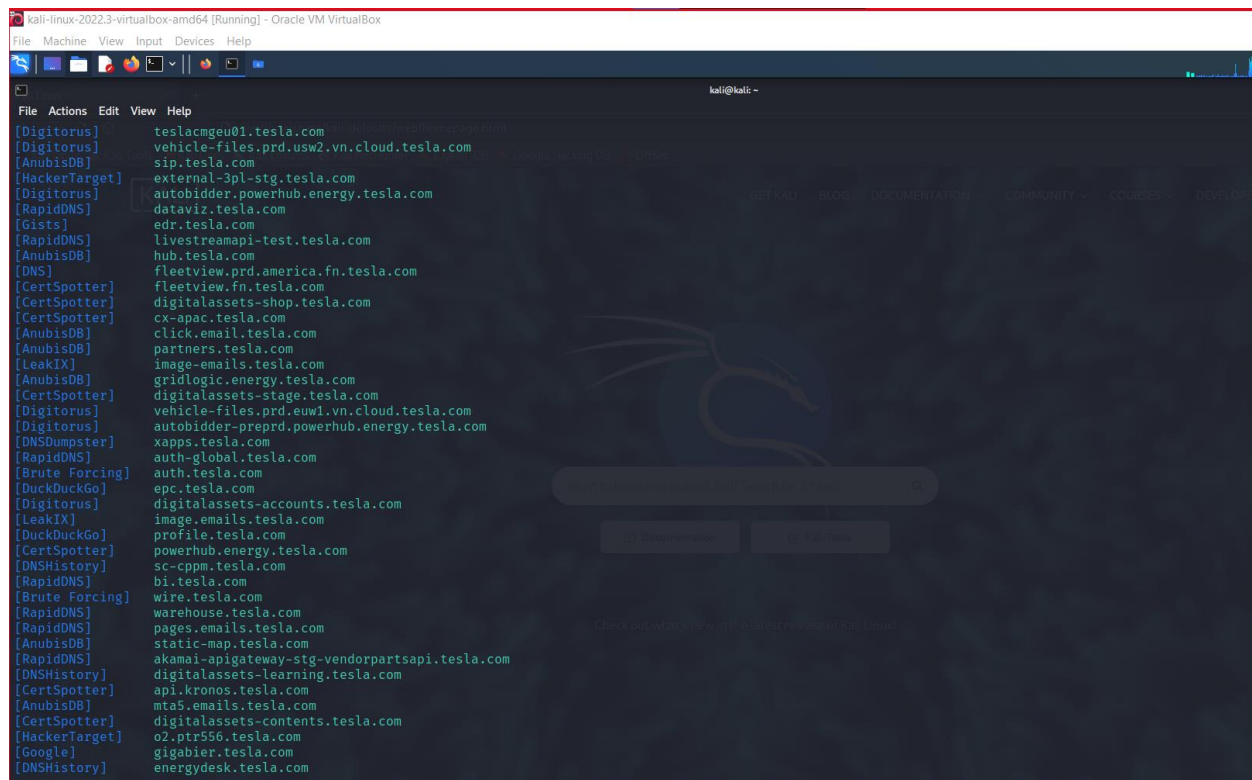 kali-linux-2022.3-virtualbox-amd64 [Running] - Oracle VM VirtualBox
File Machine View Input Devices Help
kali@kali: ~
File Actions Edit View Help
[Digitorus] teslacmgeu01.tesla.com
[Digitorus] vehicle-files.prd.usw2.vn.cloud.tesla.com
[AnubisDB] sip.tesla.com
[HackerTarget] external-3pl-stg.tesla.com
[Digitorus] autobidder.powerhub.energy.tesla.com
[RapidDNS] dataviz.tesla.com
[Gists] edr.tesla.com
[RapidDNS] livestreamapi-test.tesla.com
[AnubisDB] hub.tesla.com
[DNS] fleetview.prd.america.fn.tesla.com
[CertSpotter] fleetview.fn.tesla.com
[CertSpotter] digitalassets-shop.tesla.com
[CertSpotter] cx-apac.tesla.com
[AnubisDB] click.email.tesla.com
[AnubisDB] partners.tesla.com
[LeakIX] image-emails.tesla.com
[AnubisDB] gridlogic.energy.tesla.com
[CertSpotter] digitalassets-stage.tesla.com
[Digitorus] vehicle-files.prd.euw1.vn.cloud.tesla.com
[Digitorus] autobidder-preprd.powerhub.energy.tesla.com
[DNSDumpster] xapps.tesla.com
[RapidDNS] auth-global.tesla.com
[Brute Forcing] auth.tesla.com
[DuckDuckGo] epc.tesla.com
[Digitorus] digitalassets-accounts.tesla.com
[LeakIX] image.emails.tesla.com
[DuckDuckGo] profile.tesla.com
[CertSpotter] powerhub.energy.tesla.com
[DNSHistory] sc-cppm.tesla.com
[RapidDNS] bi.tesla.com
[Brute Forcing] wire.tesla.com
[RapidDNS] warehouse.tesla.com
[RapidDNS] pages.emails.tesla.com
[AnubisDB] static-map.tesla.com
[RapidDNS] akamai-apigateway-stg-vendorpartsapi.tesla.com
[DNSHistory] digitalassets-learning.tesla.com
[CertSpotter] api.kronos.tesla.com
[AnubisDB] mta5.emails.tesla.com
[CertSpotter] digitalassets-contents.tesla.com
[HackerTarget] o2.ptr556.tesla.com
[Google] gigabier.tesla.com
[DNSHistory] energydesk.tesla.com
GET KALI BLOG DOCUMENTATION COMMUNITY COURSES
Documentation